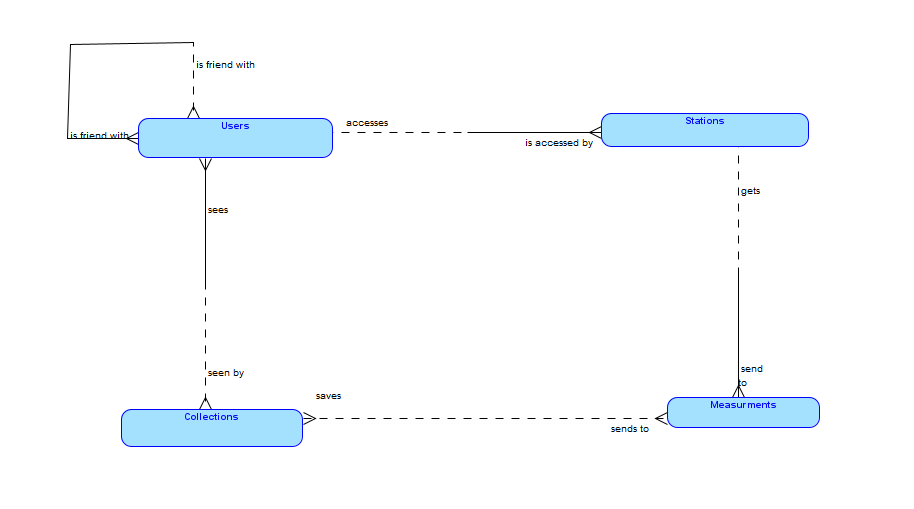 is friend with
is friend with
Users
accesses
is accessed by
Stations
sees
gets
seen by
saves
send
to
Collections
sends to
Measurments